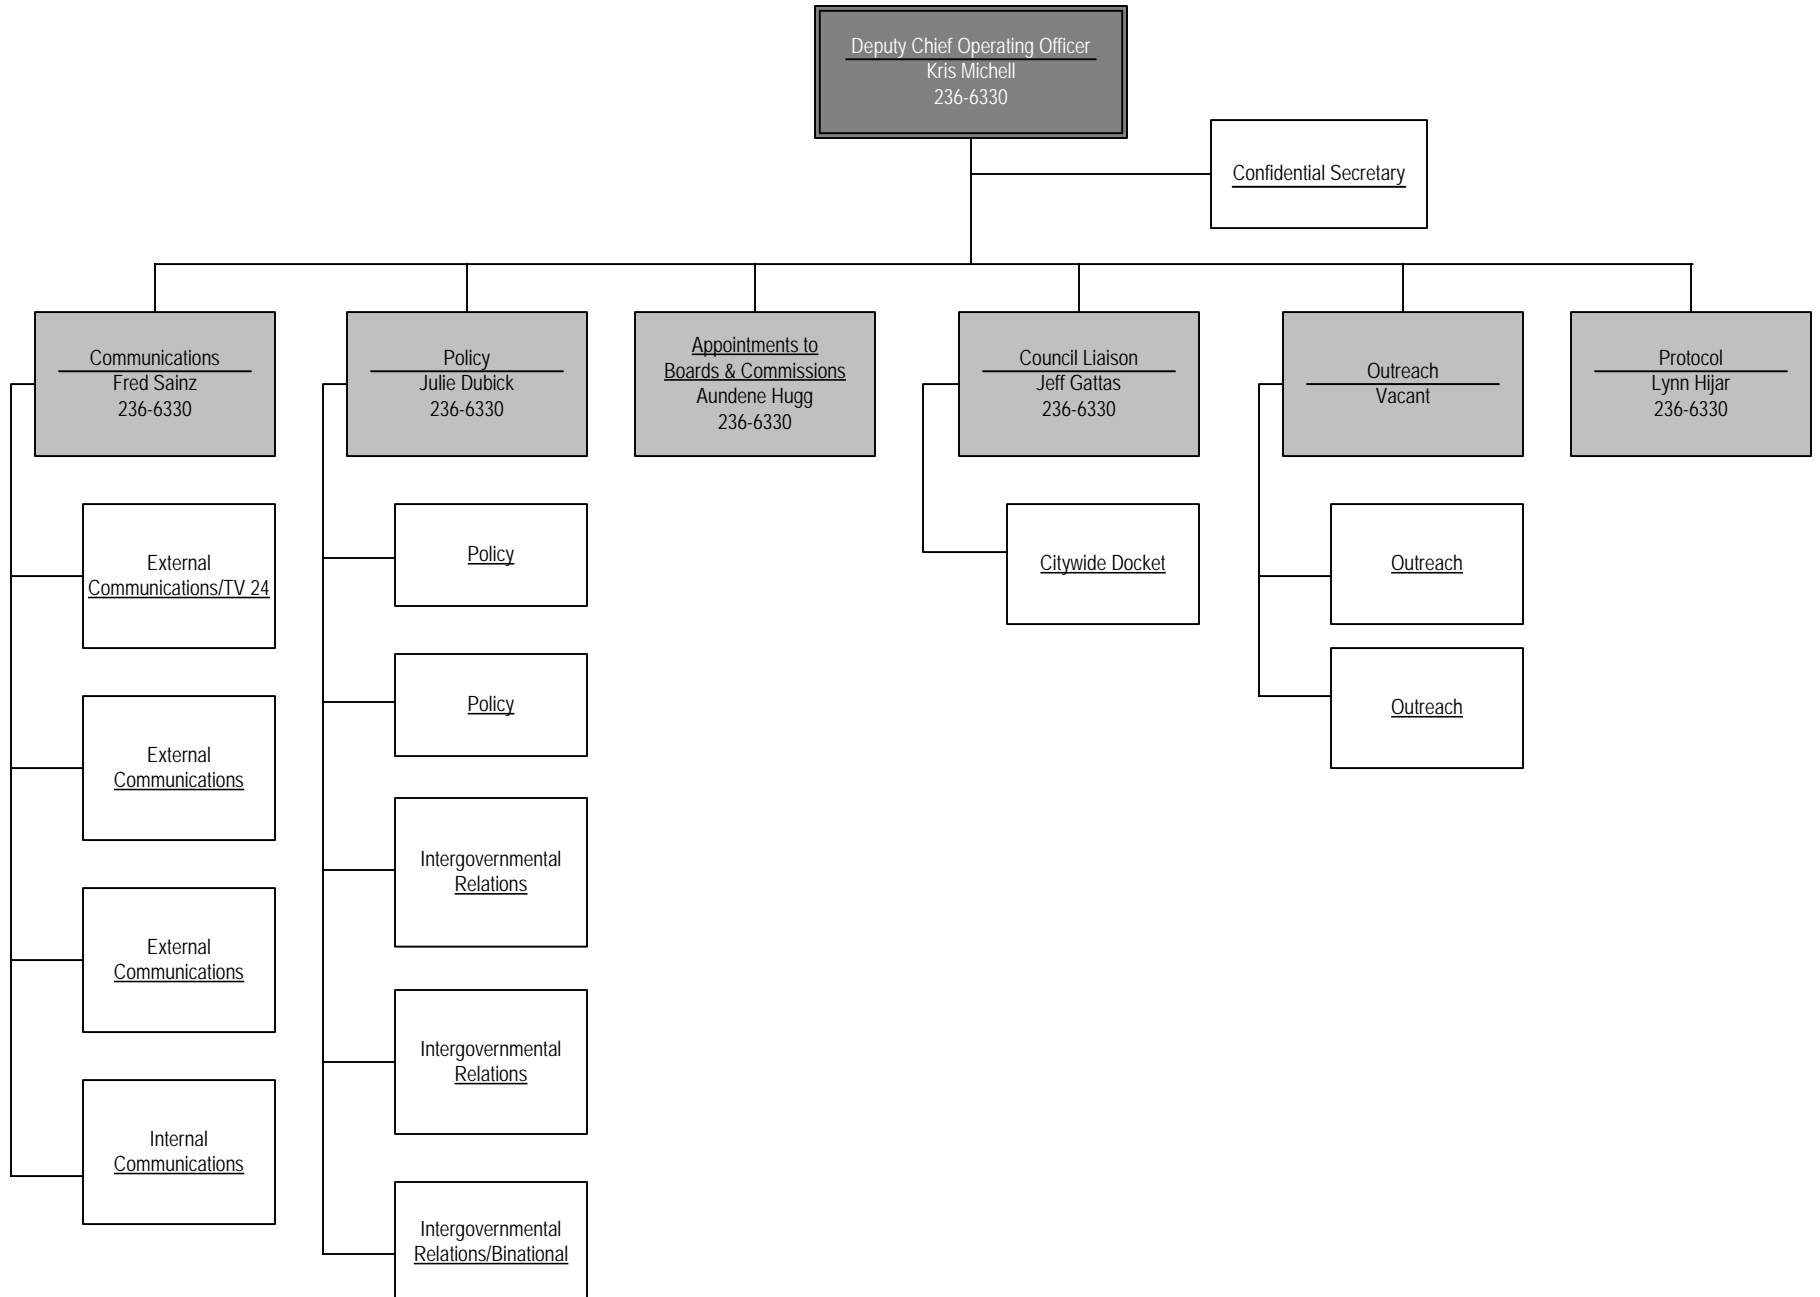 Deputy Chief Operating Officer
Kris Michell
236-6330
Confidential Secretary
Communications
Fred Sainz
236-6330
Policy
Julie Dubick
236-6330
Appointments to
Boards & Commissions
Aundene Hugg
236-6330
Council Liaison
Jeff Gattas
236-6330
Outreach
Vacant
Protocol
Lynn Hijar
236-6330
External
Communications/TV 24
External
Communications
External
Communications
Internal
Communications
Policy
Policy
Intergovernmental
Relations
Intergovernmental
Relations
Intergovernmental
Relations/Binational
Citywide Docket
Outreach
Outreach